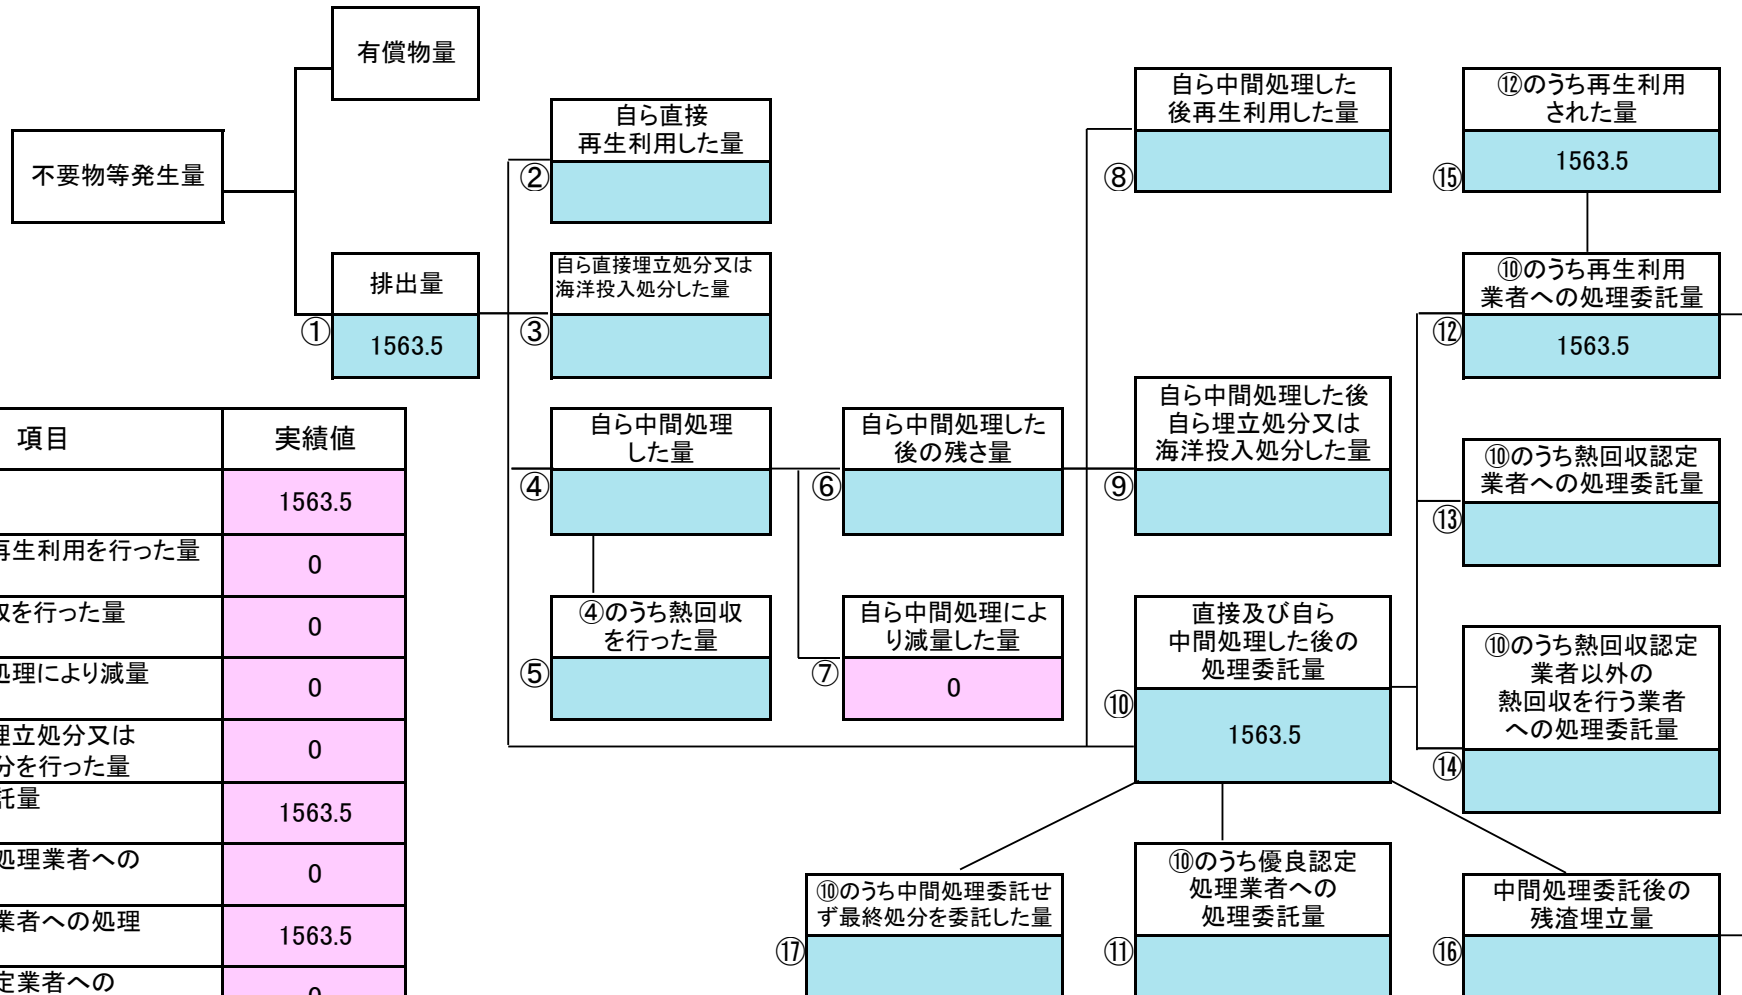 有償物量
不要物等発生量
排出量
①
1563.5
自ら直接
再生利用した量
②
自ら直接埋立処分又は
海洋投入処分した量
③
自ら中間処理
した量
④
④のうち熱回収
を行った量
⑤
自ら中間処理した
後の残さ量
⑥
自ら中間処理によ
り減量した量
⑦
0
自ら中間処理した
後再生利用した量
⑧
自ら中間処理した後
自ら埋立処分又は
海洋投入処分した量
⑨
直接及び自ら
中間処理した後の
処理委託量
⑩
1563.5
⑫のうち再生利用
された量
⑮
1563.5
⑩のうち再生利用
業者への処理委託量
⑫
1563.5
⑩のうち熱回収認定
業者への処理委託量
⑬
⑩のうち熱回収認定
業者以外の
熱回収を行う業者
への処理委託量
⑭
⑩のうち中間処理委託せ
ず最終処分を委託した量
⑰
⑩のうち優良認定
処理業者への
処理委託量
⑪
中間処理委託後の
残渣埋立量
⑯
項目 実績値
1563.5
再生利用を行った量 0
を行った量 0
処理により減量 0
埋立処分又は
分を行った量 0
託量 1563.5
処理業者への 0
業者への処理 1563.5
定業者への 0